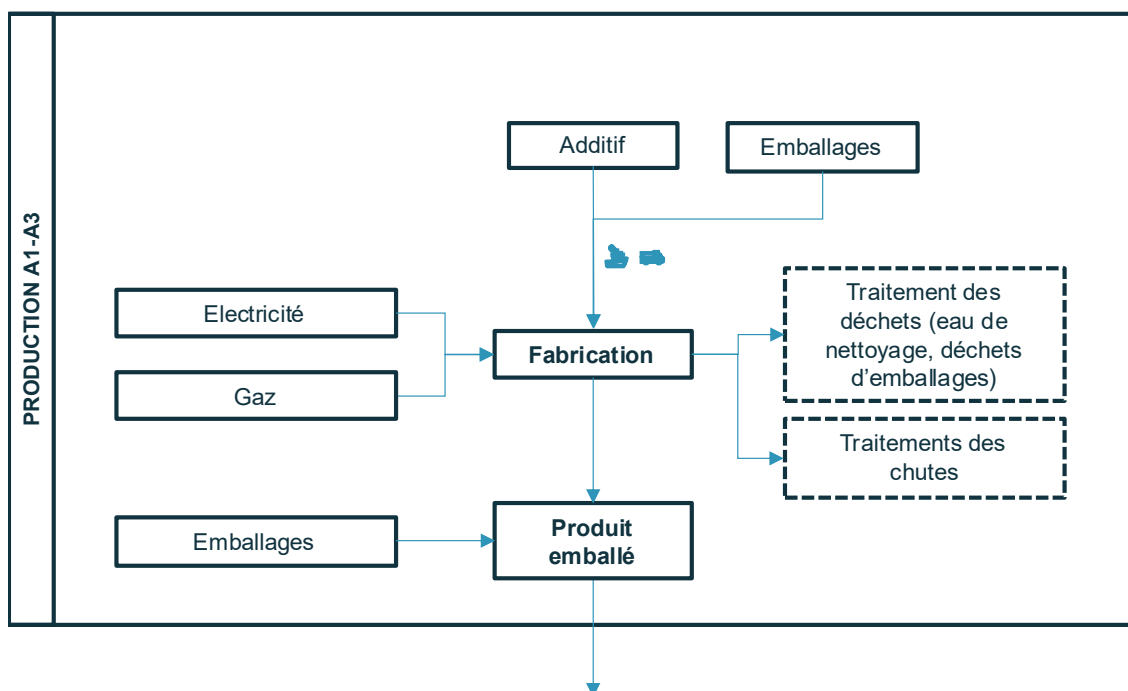 PRODUCTION A1-A3
Additif
Emballages
Electricité
Gaz
Fabrication
Traitement des
déchets (eau de
nettoyage, déchets
d'emballages)
Traitements des
chutes
Emballages
Produit
emballé